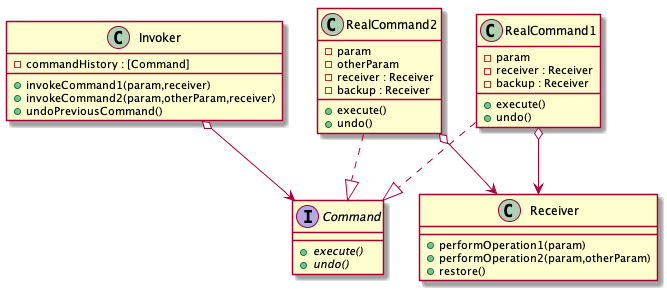 C Invoker
commandHistory : [Command]
invokeCommand1(param,receiver)
invokeCommand2(param,otherParam,receiver)
undoPreviousCommand()
C RealCommand2
param
otherParam
receiver : Receiver
backup : Receiver
execute()
undo()
C RealCommand1
param
receiver : Receiver
backup : Receiver
execute()
undo()
I Command
execute()
undo()
C Receiver
performOperation1(param)
performOperation2(param,otherParam)
restore()